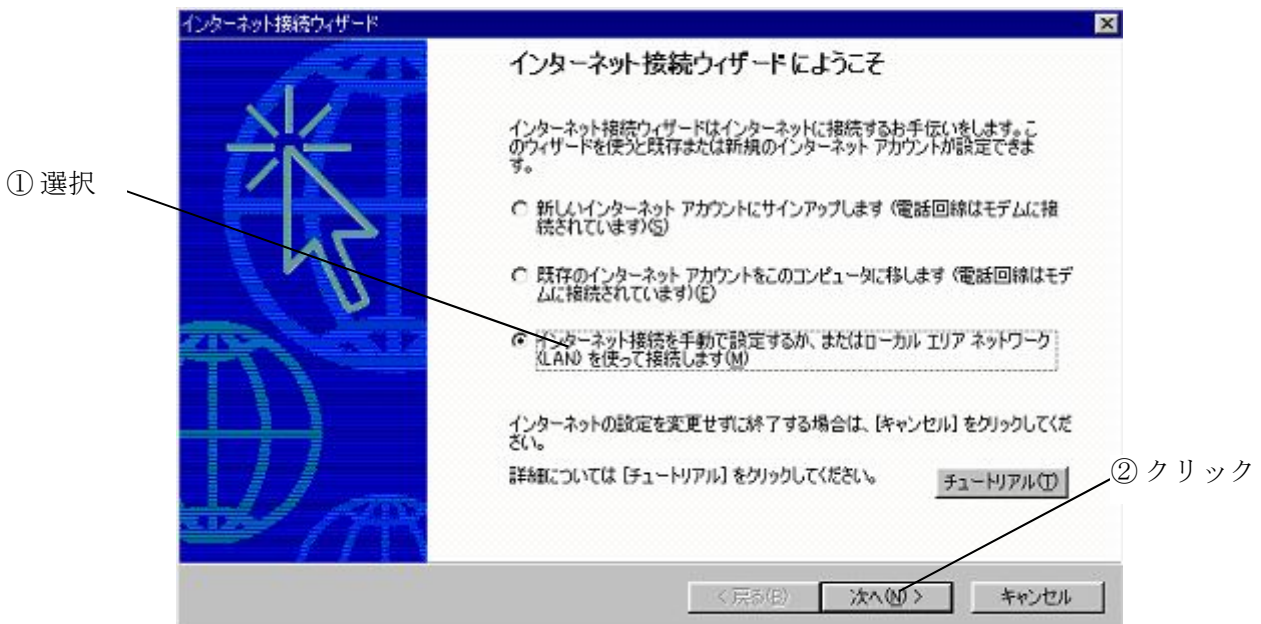 インターネット接続ウィザード
インターネット接続ウィザードにようこそ
インターネット接続ウィザードはインターネットに接続するお手伝いをします。こ
のウィザードを使うと既存または新規のインターネット アカウントが設定できま
す。
① 選択
新しいインターネット アカウントにサインアップします (電話回線はモデムに接
続されています)(S)
既存のインターネット アカウントをこのコンピュータに移します (電話回線はモデ
ムに接続されています)(E)
インターネット接続を手動で設定するか、またはローカル エリア ネットワーク
(LAN) を使って接続します(M)
インターネットの設定を変更せずに終了する場合は、[キャンセル] をクリックしてくだ
さい。
詳細については [チュートリアル] をクリックしてください。
チュートリアル(T)
② クリック
< 戻る(B)
次へ(N) >
キャンセル